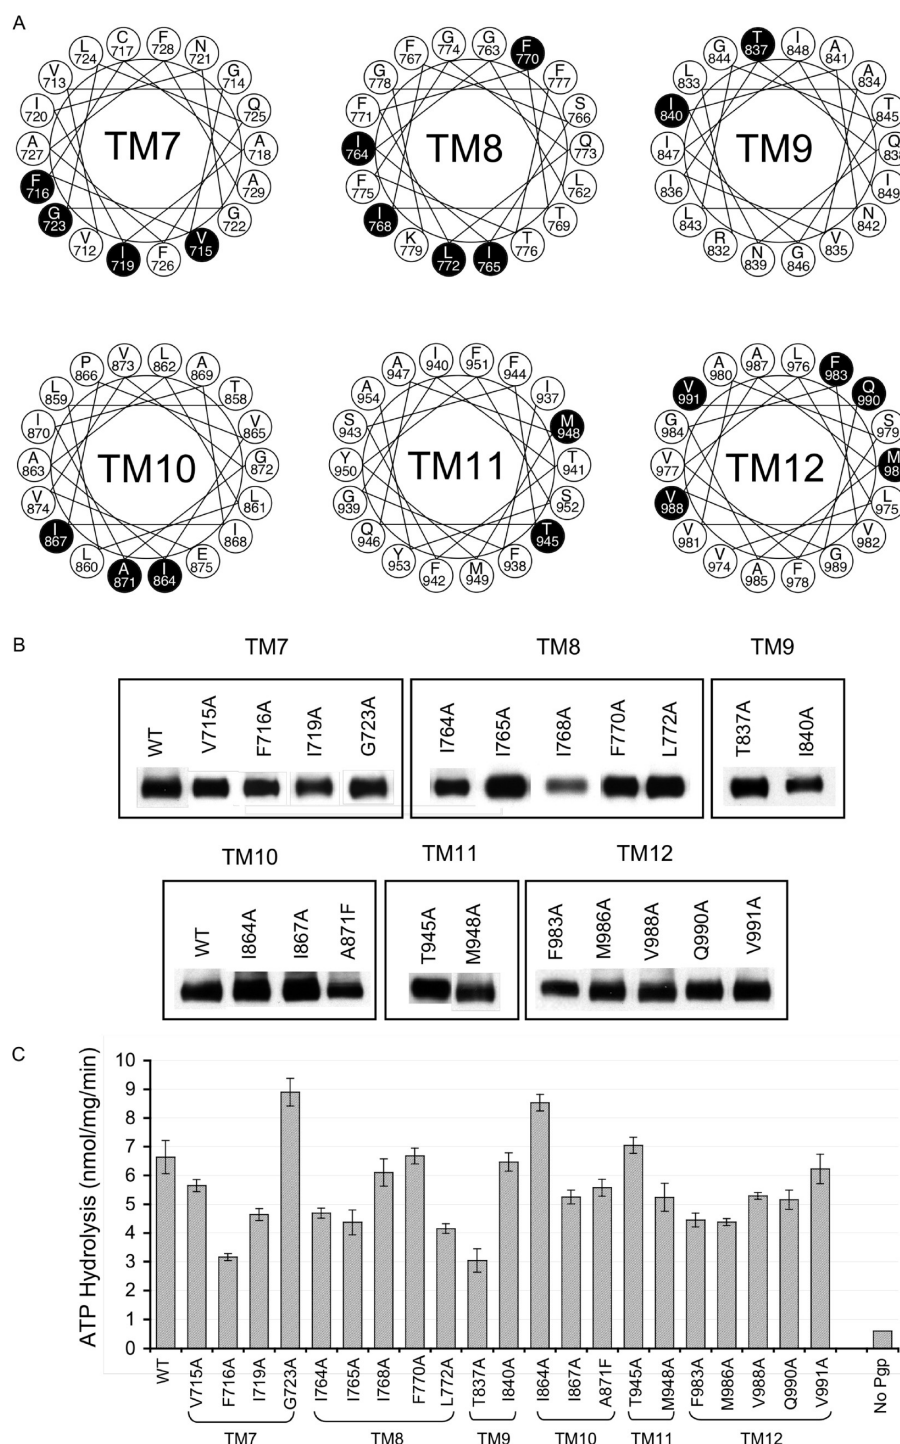 A
C 717
F 728
N 721
G 714
Q 725
A 718
A 729
G 722
V 715
F 726
I 719
V 712
G 723
F 716
A 727
I 720
V 713
L 724
TM7
G 774
G 763
F 770
F 777
S 766
Q 773
L 762
T 769
T 776
I 765
L 772
K 779
I 768
F 775
I 764
F 771
G 778
F 767
TM8
T 837
I 848
A 841
A 834
T 845
Q 838
I 849
N 842
V 835
G 846
N 839
R 832
L 843
I 836
I 847
I 840
L 833
G 844
TM9
V 873
L 862
A 869
T 858
V 865
G 872
L 861
I 868
E 875
I 864
A 871
L 860
I 867
V 874
A 863
I 870
L 859
P 866
TM10
I 940
F 951
F 944
I 937
M 948
T 941
S 952
T 945
F 938
M 949
F 942
Y 953
Q 946
G 939
Y 950
S 943
A 954
A 947
TM11
A 987
L 976
F 983
Q 990
S 979
M 98
L 975
V 982
G 989
F 978
A 985
V 974
V 981
V 988
V 977
G 984
V 991
A 980
TM12
B
TM7
WT
V715A
F716A
I719A
G723A
TM8
I764A
I765A
I768A
F770A
L772A
TM9
T837A
I840A
TM10
WT
I864A
I867A
A871F
TM11
T945A
M948A
TM12
F983A
M986A
V988A
Q990A
V991A
C
ATP Hydrolysis (nmol/mg/min)
10
9
8
7
6
5
4
3
2
1
0
WT
V715A
F716A
I719A
G723A
I764A
I765A
I768A
F770A
L772A
T837A
I840A
I864A
I867A
A871F
T945A
M948A
F983A
M986A
V988A
Q990A
V991A
No Pgp
TM7
TM8
TM9
TM10
TM11
TM12